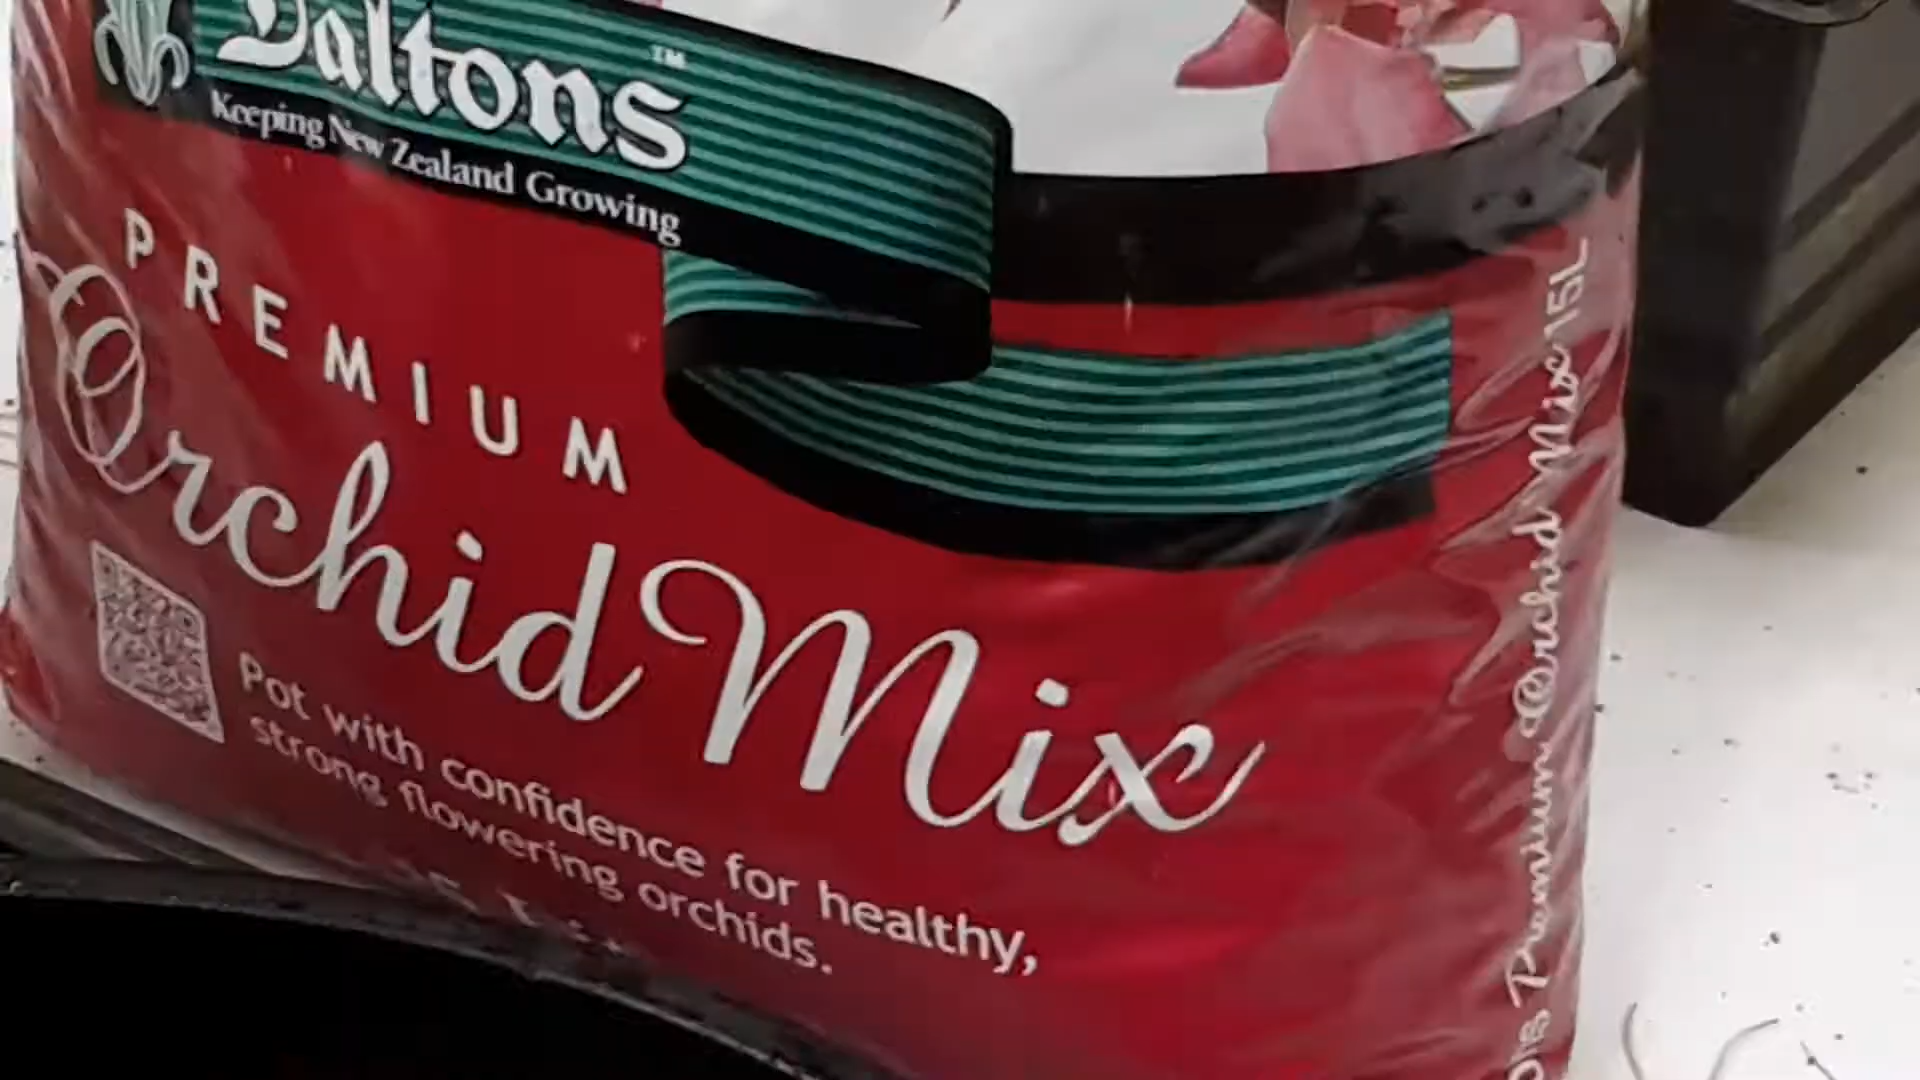 Daltons™
Keeping New Zealand Growing
PREMIUM
Orchid Mix
Pot with confidence for healthy,
strong flowering orchids.
Premium Orchid Mix 15L